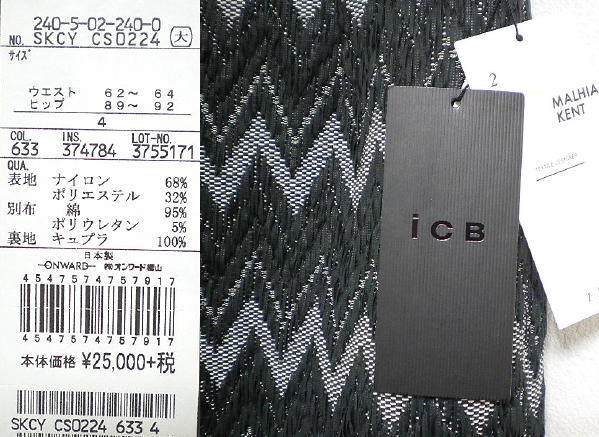 240-5-02-240-0
NO. SKCY CS0224 大
サイズ
ウエスト 62～ 64
ヒップ 89～ 92
4
COL. INS. LOT-NO.
633 374784 3755171
QUA.
表地 ナイロン 68%
ポリエステル 32%
別布 綿 95%
ポリウレタン 5%
裏地 キュプラ 100%
日本製
ONWARD ㈱オンワード樫山
4547574757917
4547574757917
本体価格 ¥25,000+税
SKCY CS0224 633 4
iCB
2
MALHIA
KENT
TEXTILE DESIGNER